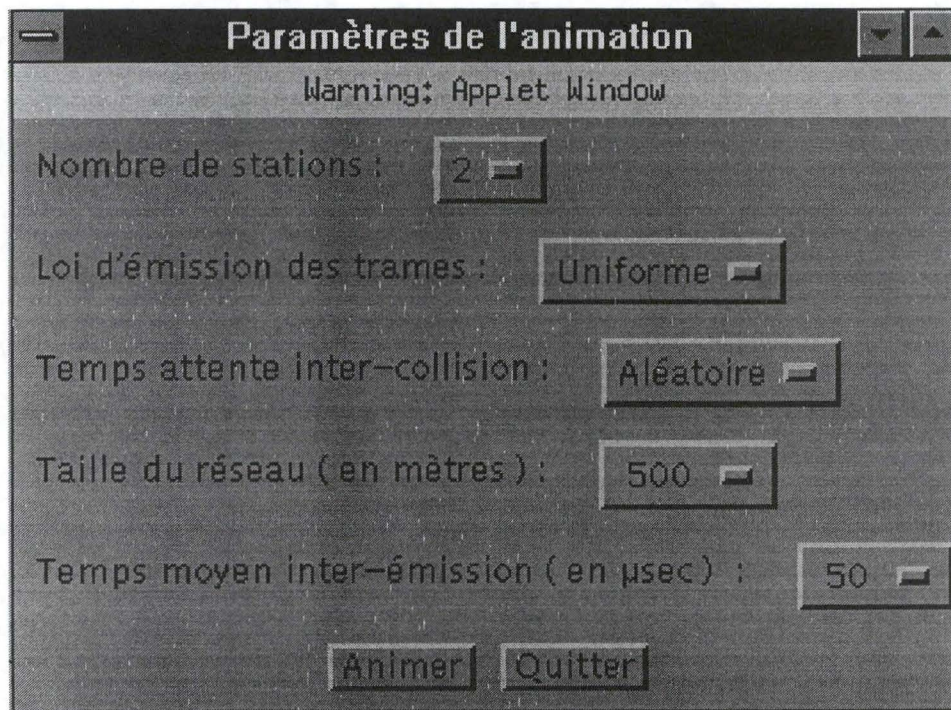 Paramètres de l'animation
Warning: Applet Window
Nombre de stations : 2
Loi d'émission des trames : Uniforme
Temps attente inter-collision : Aléatoire
Taille du réseau ( en mètres ) : 500
Temps moyen inter-émission ( en µsec ) : 50
Animer Quitter